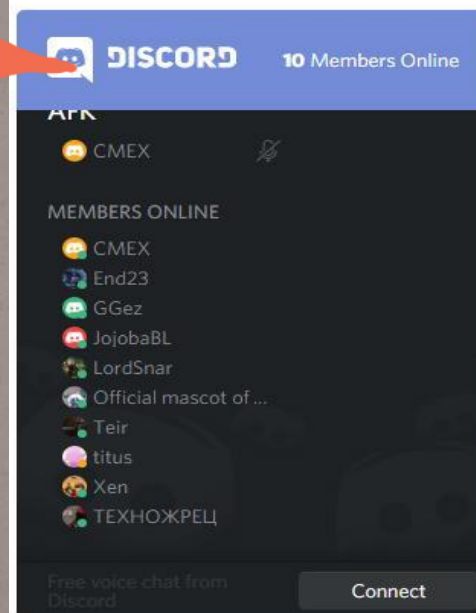 DISCORD
10 Members Online
AFK
CMEX
MEMBERS ONLINE
CMEX
End23
GGez
JojobaBL
LordSnar
Official mascot of ...
Teir
titus
Xen
ТЕХНОЖРЕЦ
Free voice chat from
Discord
Connect